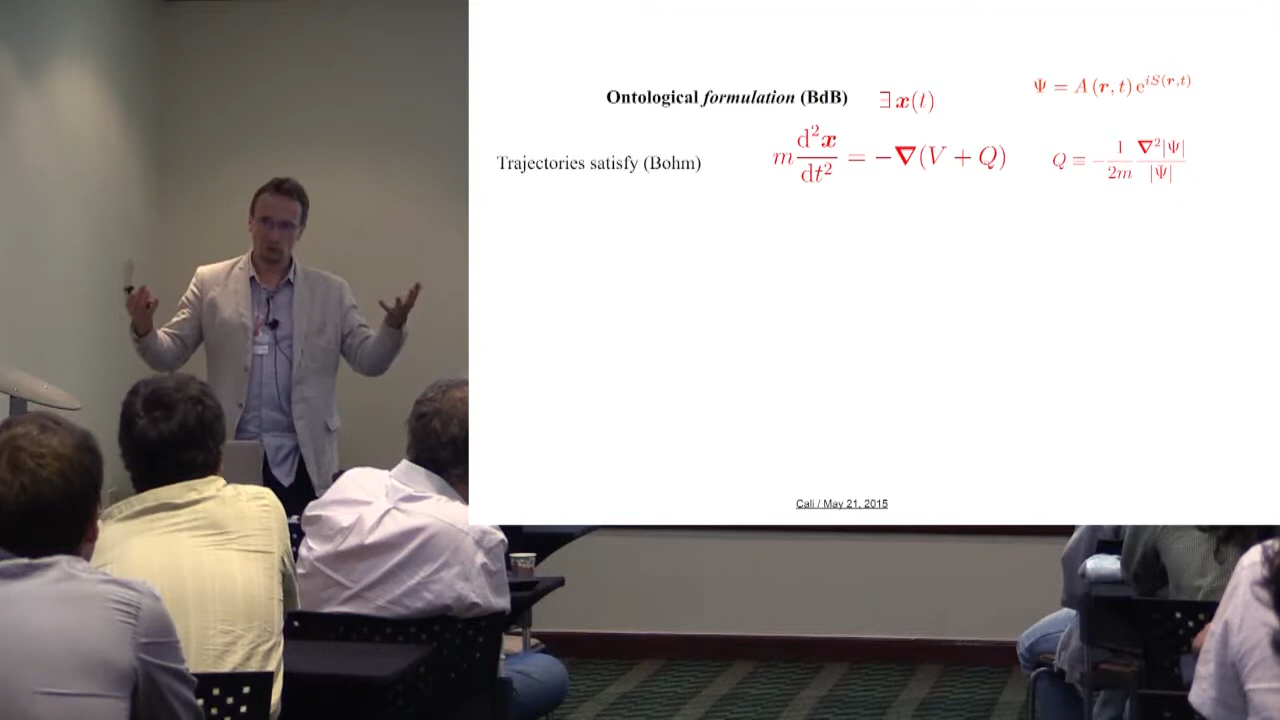 Ontological formulation (BdB) ∃ x(t) Ψ = A (r, t) e^{iS(r,t)}
Trajectories satisfy (Bohm) m d²x/dt² = −∇(V + Q) Q ≡ −1/2m ∇²|Ψ|/|Ψ|
Cali / May 21, 2015